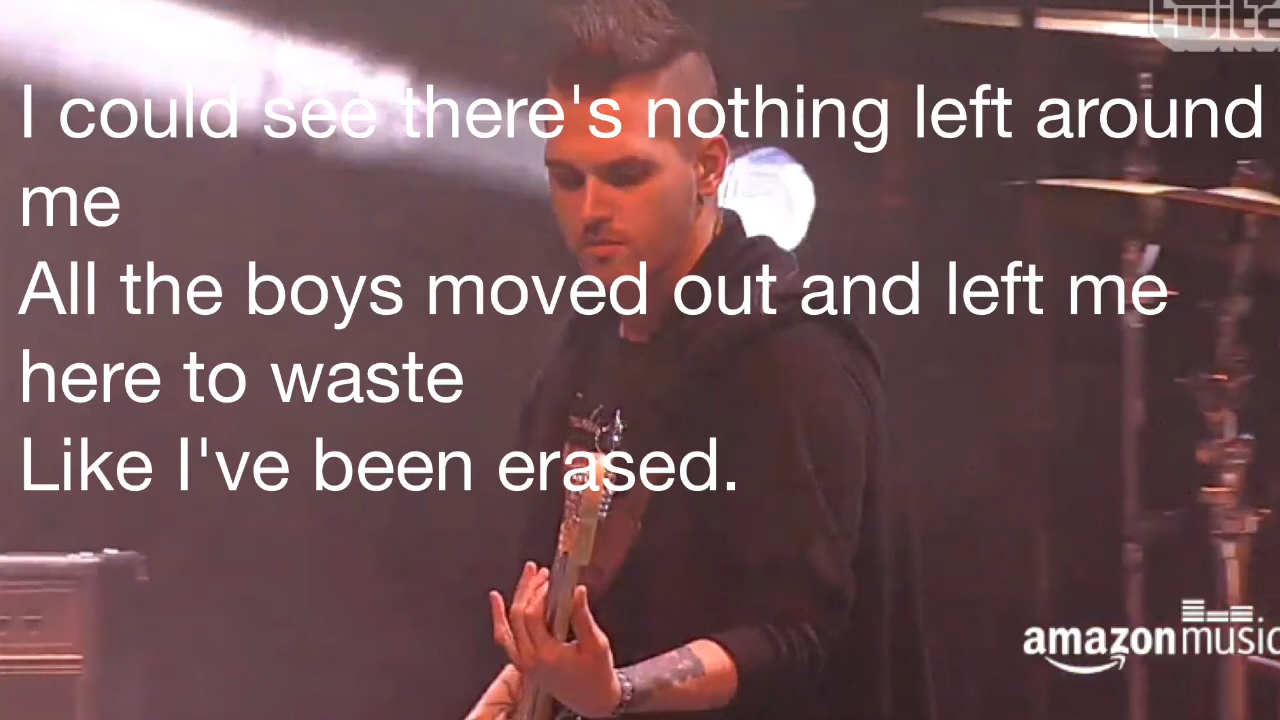 twitc
I could see there's nothing left around
me
All the boys moved out and left me
here to waste
Like I've been erased.
amazon music